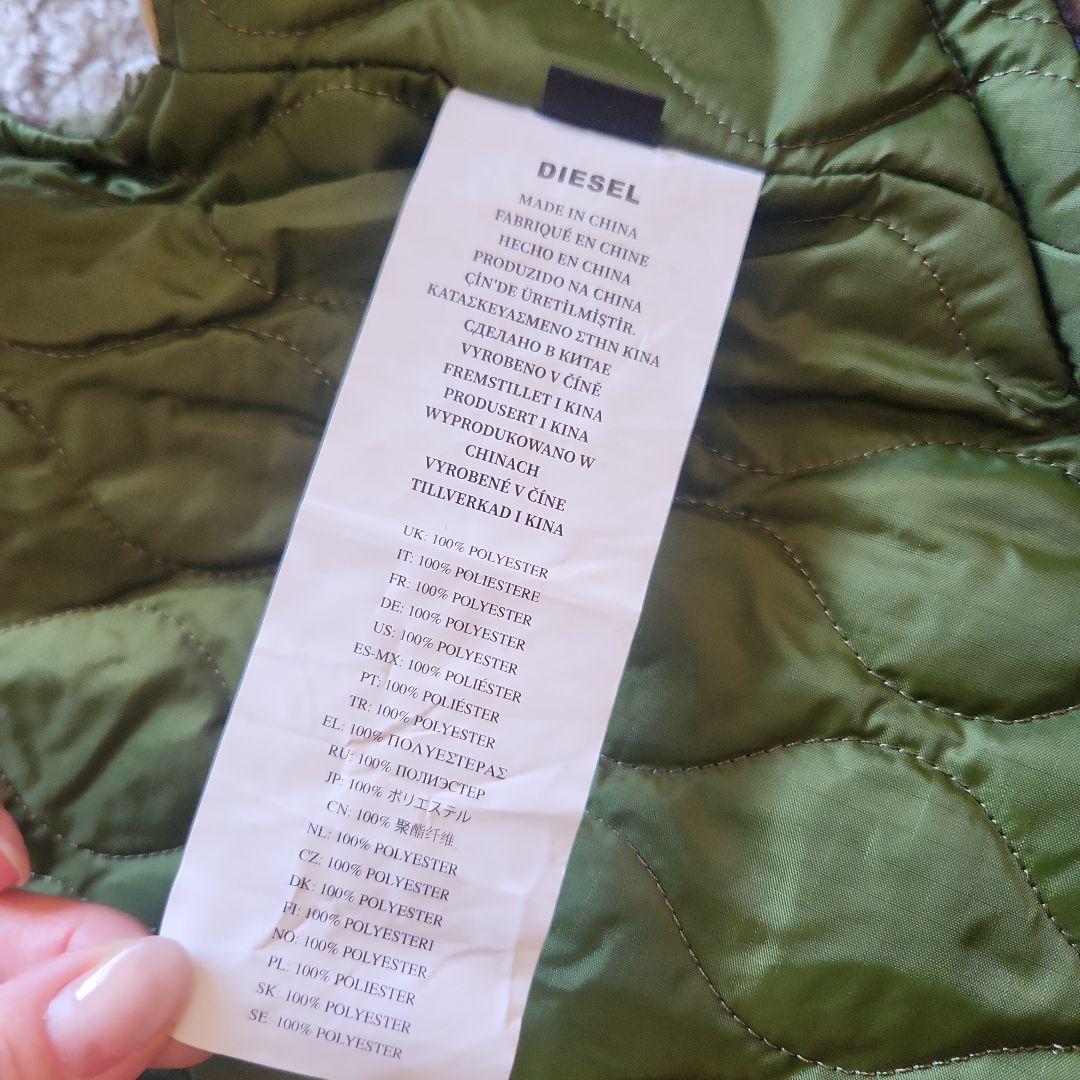 DIESEL
MADE IN CHINA
FABRIQUÉ EN CHINE
HECHO EN CHINA
PRODUZIDO NA CHINA
ÇİN'DE ÜRETİLMİŞTİR.
ΚΑΤΑΣΚΕΥΑΣΜΕΝΟ ΣΤΗΝ ΚΙΝΑ
СДЕЛАНО В КИТАЕ
VYROBENO V ČÍNĚ
FREMSTILLET I KINA
PRODUSERT I KINA
WYPRODUKOWANO W
CHINACH
VYROBENÉ V ČÍNE
TILLVERKAD I KINA
UK: 100% POLYESTER
IT: 100% POLIESTERE
FR: 100% POLYESTER
DE: 100% POLYESTER
US: 100% POLYESTER
ES-MX: 100% POLIÉSTER
PT: 100% POLIÉSTER
TR: 100% POLYESTER
EL: 100% ΠΟΛΥΕΣΤΕΡΑΣ
RU: 100% ПОЛИЭСТЕР
JP: 100% ポリエステル
CN: 100% 聚酯纤维
NL: 100% POLYESTER
CZ: 100% POLYESTER
DK: 100% POLYESTER
FI: 100% POLYESTERI
NO: 100% POLYESTER
PL: 100% POLIESTER
SK: 100% POLYESTER
SE: 100% POLYESTER